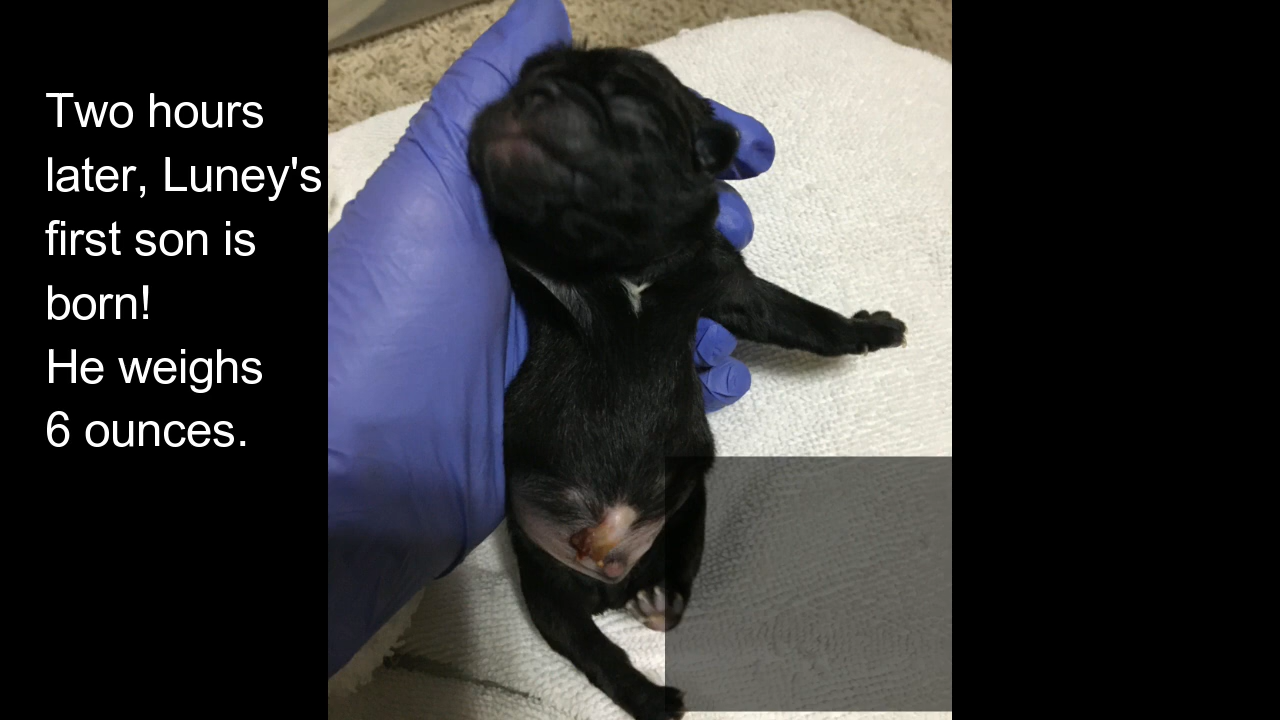 Two hours
later, Luney's
first son is
born!
He weighs
6 ounces.